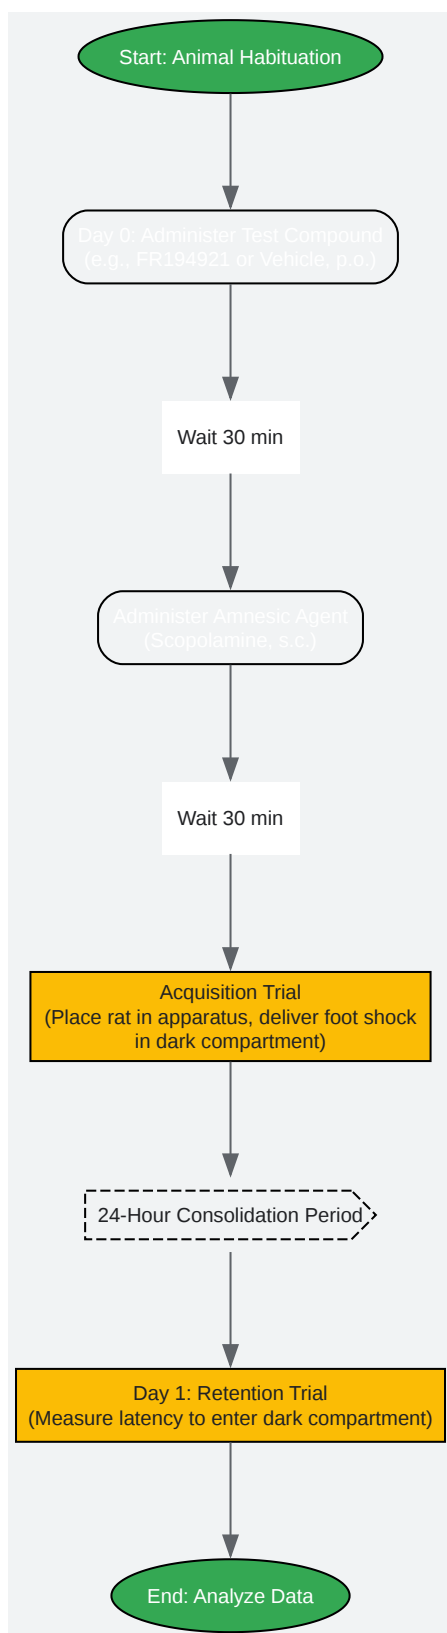 Start: Animal Habituation
Day 0: Administer Test Compound
(e.g., FR194921 or Vehicle, p.o.)
Wait 30 min
Administer Amnesic Agent
(Scopolamine, s.c.)
Wait 30 min
Acquisition Trial
(Place rat in apparatus, deliver foot shock
in dark compartment)
24-Hour Consolidation Period
Day 1: Retention Trial
(Measure latency to enter dark compartment)
End: Analyze Data